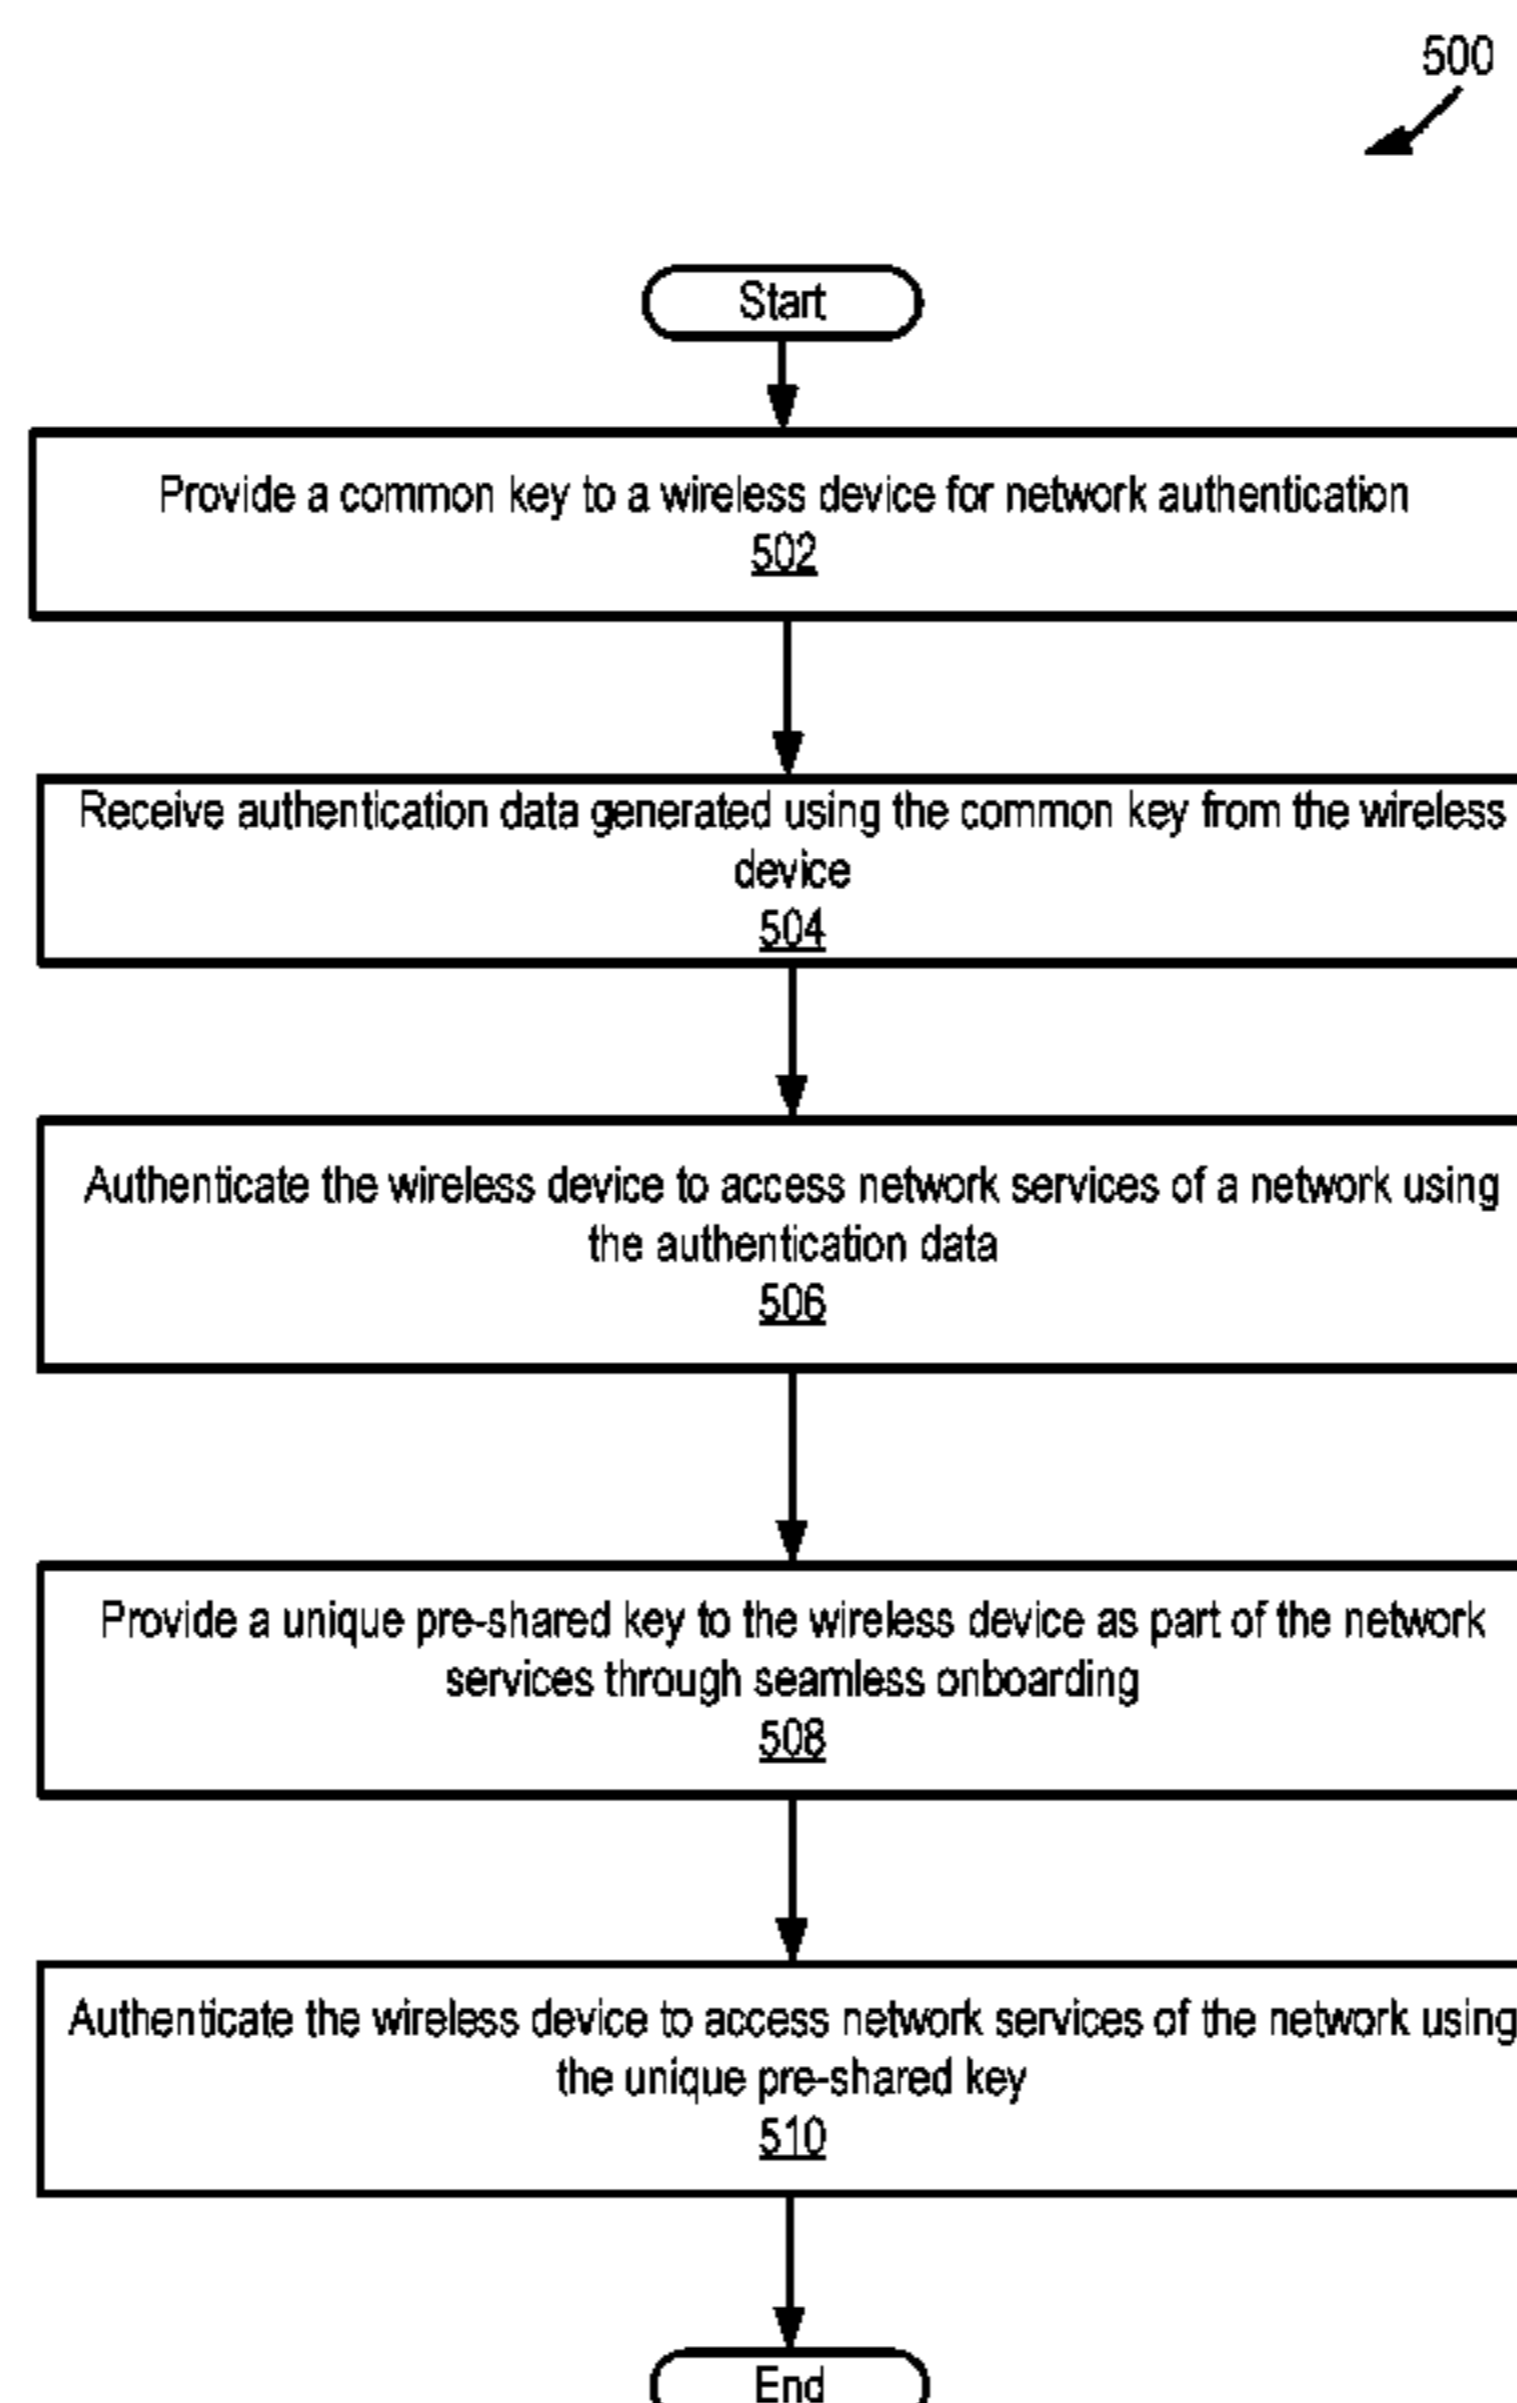 500
Start
Provide a common key to a wireless device for network authentication
502
Receive authentication data generated using the common key from the wireless
device
504
Authenticate the wireless device to access network services of a network using
the authentication data
506
Provide a unique pre-shared key to the wireless device as part of the network
services through seamless onboarding
508
Authenticate the wireless device to access network services of the network using
the unique pre-shared key
510
End